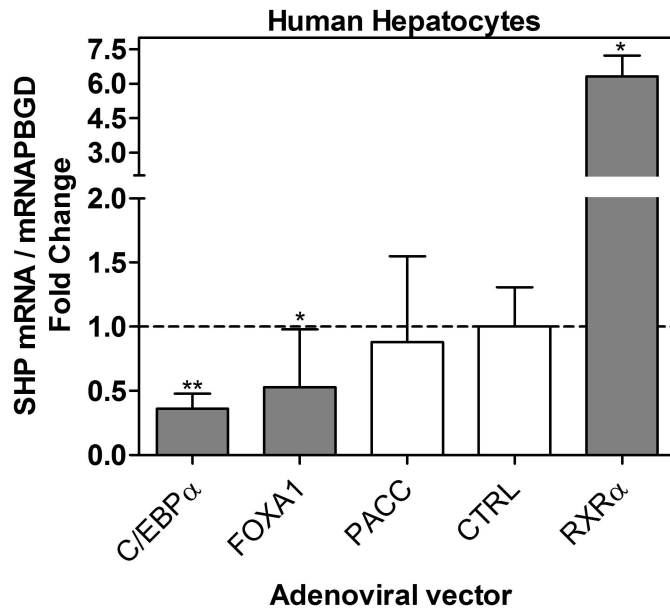 Human Hepatocytes
SHP mRNA / mRNAPBGD
Fold Change
7.5
6.0
4.5
3.0
2.0
1.5
1.0
0.5
0.0
**
*
*
C/EBPα
FOXA1
PACC
CTRL
RXRα
Adenoviral vector